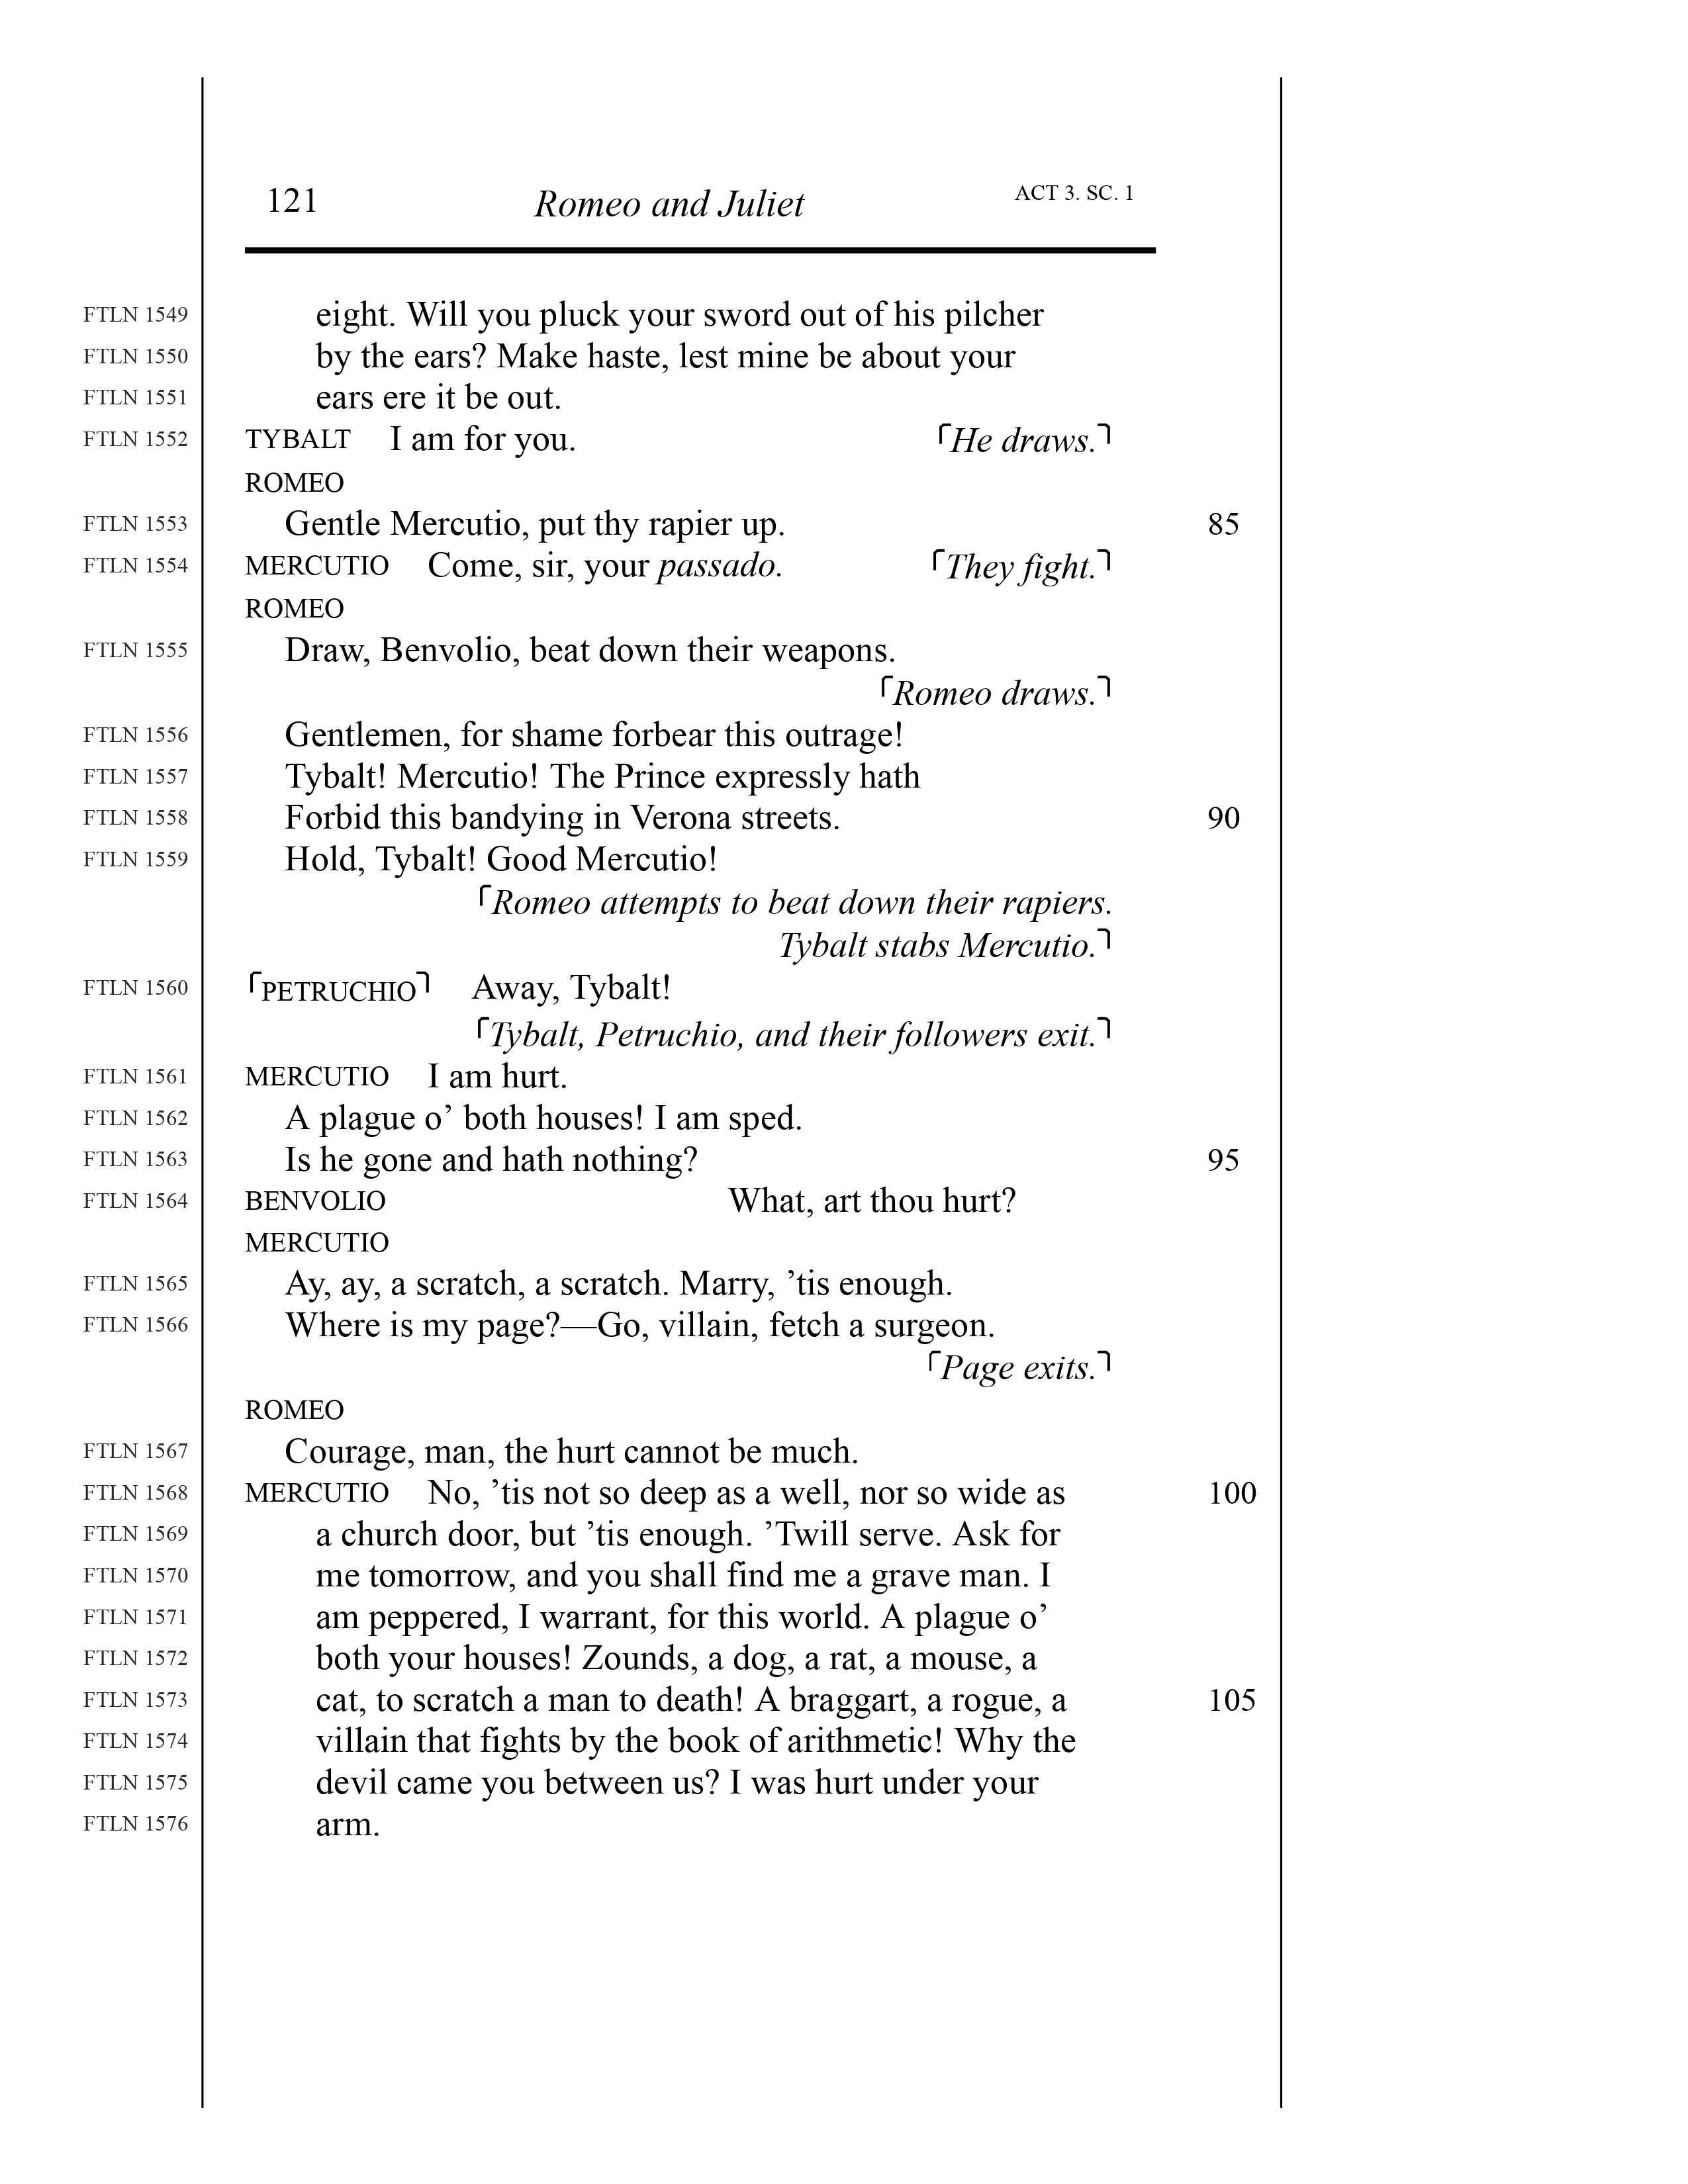 121 Romeo and Juliet ACT 3. SC. 1
FTLN 1549 eight. Will you pluck your sword out of his pilcher
FTLN 1550 by the ears? Make haste, lest mine be about your
FTLN 1551 ears ere it be out.
FTLN 1552 TYBALT I am for you. ⌜He draws.⌝
ROMEO
FTLN 1553 Gentle Mercutio, put thy rapier up. 85
FTLN 1554 MERCUTIO Come, sir, your passado. ⌜They fight.⌝
ROMEO
FTLN 1555 Draw, Benvolio, beat down their weapons.
⌜Romeo draws.⌝
FTLN 1556 Gentlemen, for shame forbear this outrage!
FTLN 1557 Tybalt! Mercutio! The Prince expressly hath
FTLN 1558 Forbid this bandying in Verona streets. 90
FTLN 1559 Hold, Tybalt! Good Mercutio!
⌜Romeo attempts to beat down their rapiers.
Tybalt stabs Mercutio.⌝
FTLN 1560 ⌜PETRUCHIO⌝ Away, Tybalt!
⌜Tybalt, Petruchio, and their followers exit.⌝
FTLN 1561 MERCUTIO I am hurt.
FTLN 1562 A plague o’ both houses! I am sped.
FTLN 1563 Is he gone and hath nothing? 95
FTLN 1564 BENVOLIO What, art thou hurt?
MERCUTIO
FTLN 1565 Ay, ay, a scratch, a scratch. Marry, ’tis enough.
FTLN 1566 Where is my page?—Go, villain, fetch a surgeon.
⌜Page exits.⌝
ROMEO
FTLN 1567 Courage, man, the hurt cannot be much.
FTLN 1568 MERCUTIO No, ’tis not so deep as a well, nor so wide as 100
FTLN 1569 a church door, but ’tis enough. ’Twill serve. Ask for
FTLN 1570 me tomorrow, and you shall find me a grave man. I
FTLN 1571 am peppered, I warrant, for this world. A plague o’
FTLN 1572 both your houses! Zounds, a dog, a rat, a mouse, a
FTLN 1573 cat, to scratch a man to death! A braggart, a rogue, a 105
FTLN 1574 villain that fights by the book of arithmetic! Why the
FTLN 1575 devil came you between us? I was hurt under your
FTLN 1576 arm.